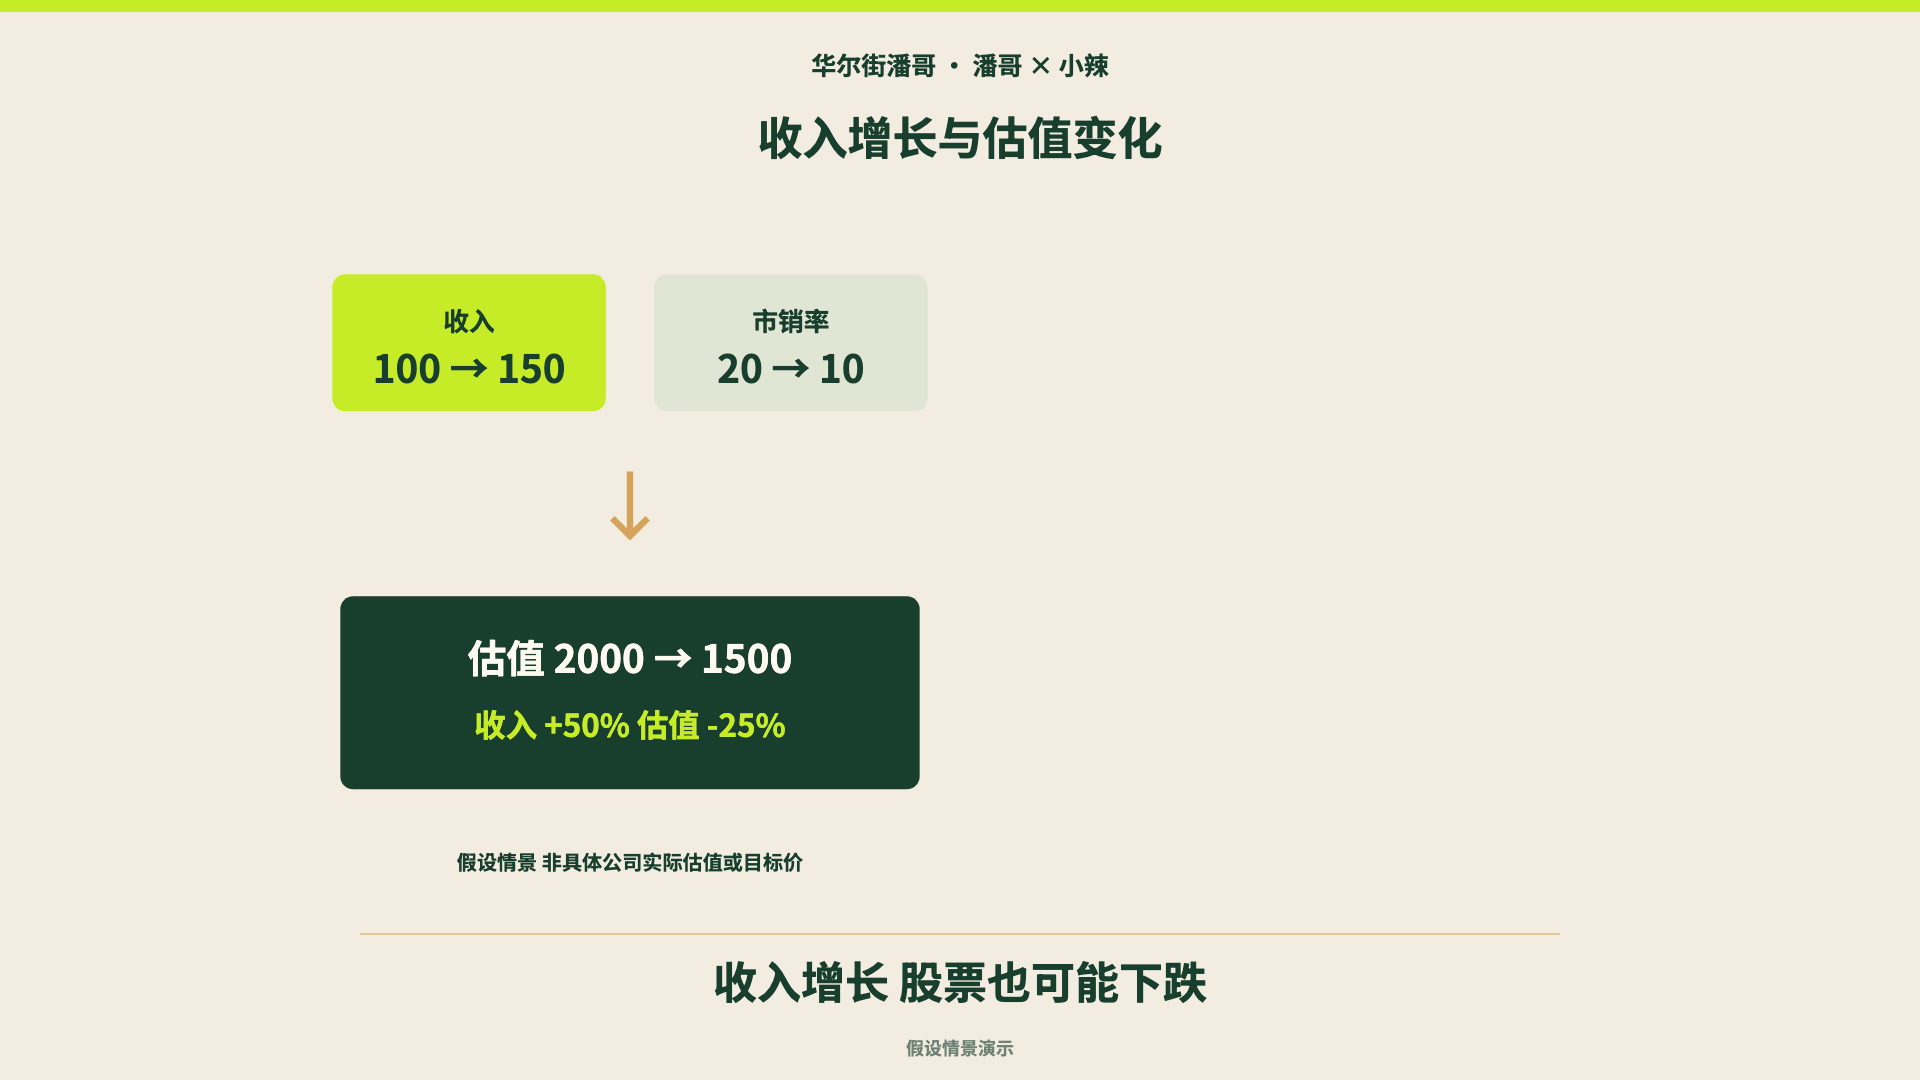 华尔街潘哥 · 潘哥 × 小辣
收入增长与估值变化
收入
100 → 150
市销率
20 → 10
估值 2000 → 1500
收入 +50% 估值 -25%
假设情景 非具体公司实际估值或目标价
收入增长 股票也可能下跌
假设情景演示